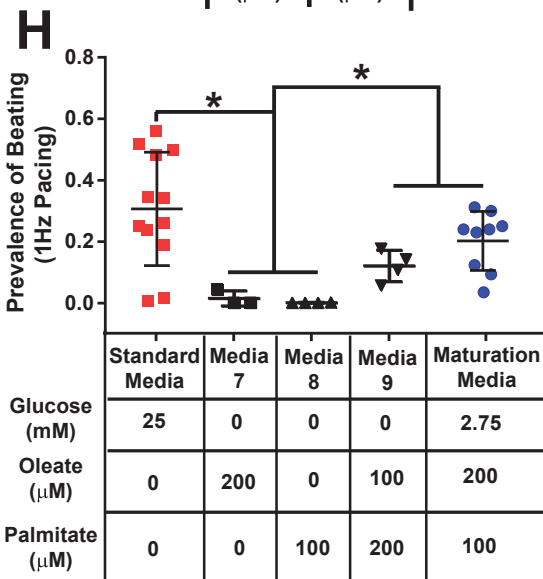 H
Prevalence of Beating
(1Hz Pacing)
0.8
0.6
0.4
0.2
0.0
*
*
Standard Media
Media 7
Media 8
Media 9
Maturation Media
Glucose (mM) 25 0 0 0 2.75
Oleate (μM) 0 200 0 100 200
Palmitate (μM) 0 0 100 200 100